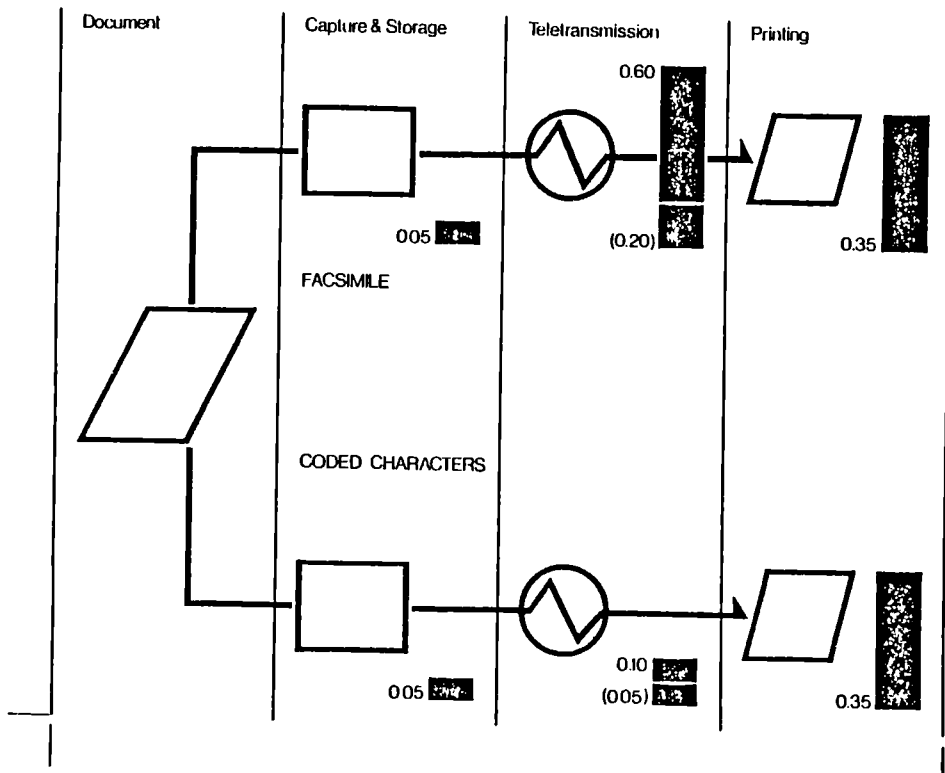 Document
Capture & Storage
Teletransmission
Printing
0.60
005
(0.20)
0.35
FACSIMILE
CODED CHARACTERS
005
0.10
(005)
0.35